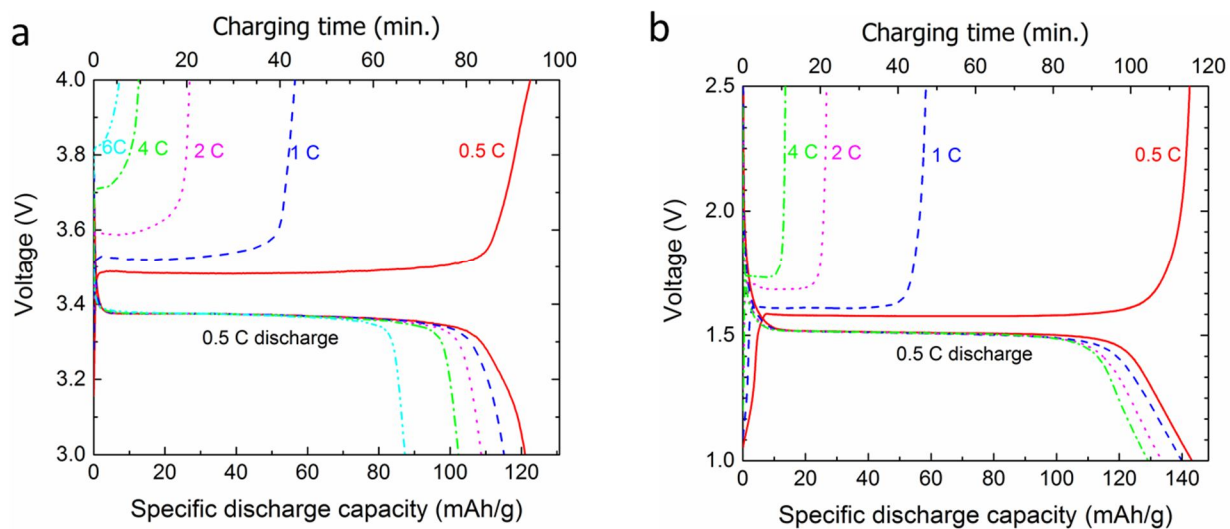 a
Charging time (min.)
0 20 40 60 80 100
4.0
3.8
3.6
3.4
3.2
3.0
Voltage (V)
6C
4 C
2 C
1 C
0.5 C
0.5 C discharge
0 20 40 60 80 100 120
Specific discharge capacity (mAh/g)
b
Charging time (min.)
0 20 40 60 80 100 120
2.5
2.0
1.5
1.0
Voltage (V)
4 C
2 C
1 C
0.5 C
0.5 C discharge
0 20 40 60 80 100 120 140
Specific discharge capacity (mAh/g)